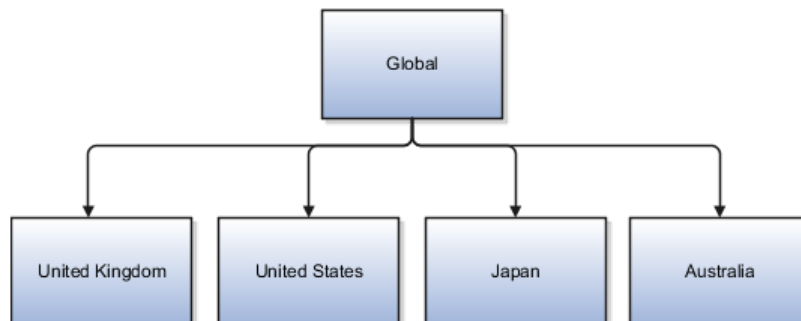 Global
United Kingdom
United States
Japan
Australia